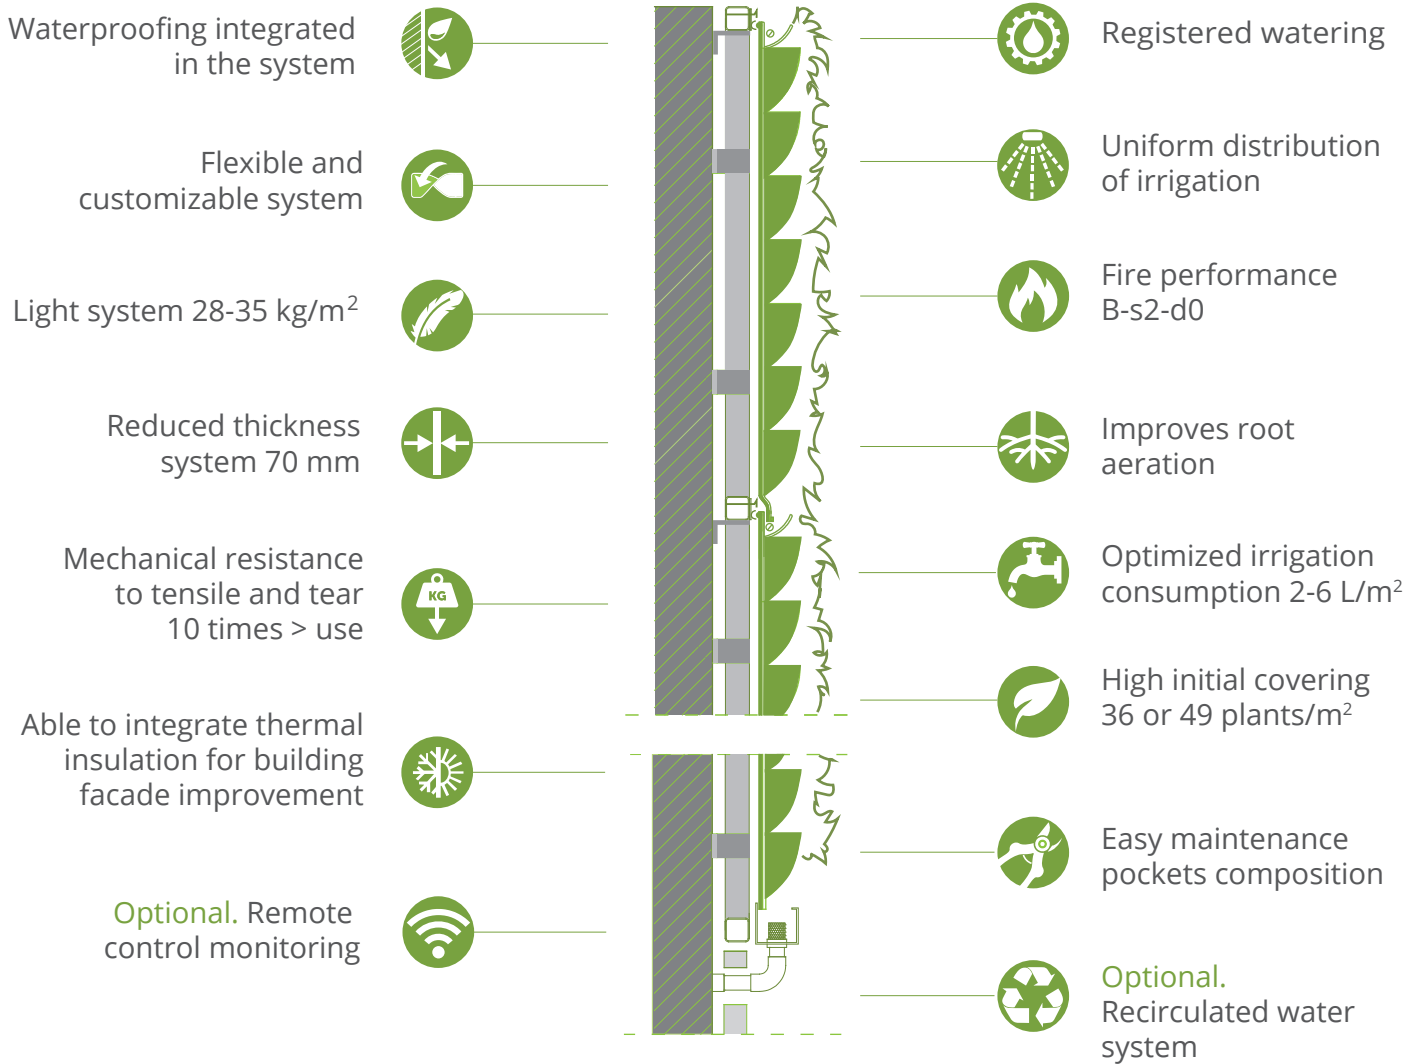 Waterproofing integrated
in the system
Flexible and
customizable system
Light system 28-35 kg/m²
Reduced thickness
system 70 mm
Mechanical resistance
to tensile and tear
10 times > use
KG
Able to integrate thermal
insulation for building
facade improvement
Optional. Remote
control monitoring
Registered watering
Uniform distribution
of irrigation
Fire performance
B-s2-d0
Improves root
aeration
Optimized irrigation
consumption 2-6 L/m²
High initial covering
36 or 49 plants/m²
Easy maintenance
pockets composition
Optional.
Recirculated water
system